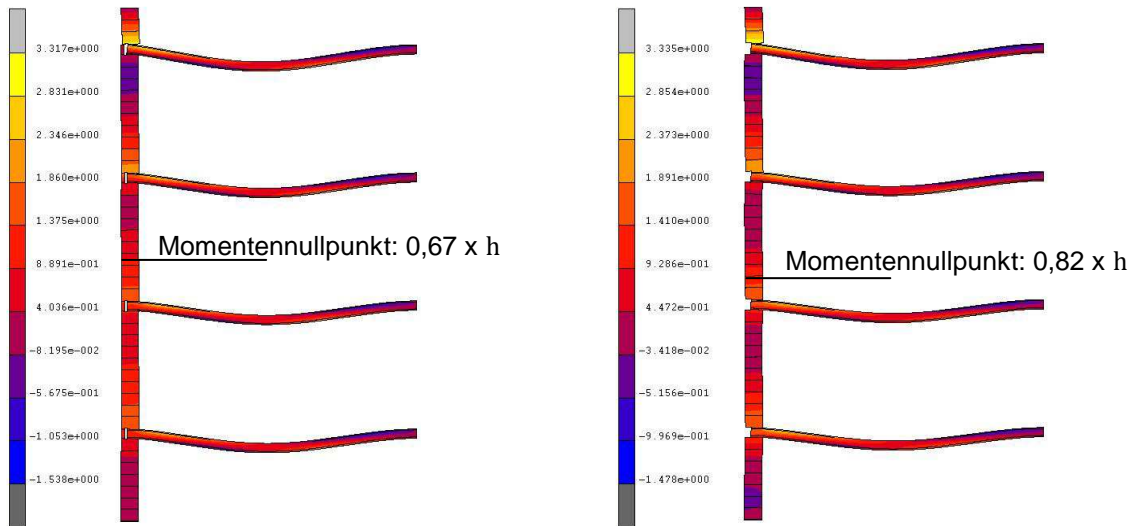 3.317e+000
2.831e+000
2.346e+000
1.860e+000
1.375e+000
8.891e-001
4.036e-001
-8.195e-002
-5.675e-001
-1.053e+000
-1.538e+000
Momentennullpunkt: 0,67 x h
3.335e+000
2.854e+000
2.373e+000
1.891e+000
1.410e+000
9.286e-001
4.472e-001
-3.418e-002
-5.156e-001
-9.969e-001
-1.478e+000
Momentennullpunkt: 0,82 x h